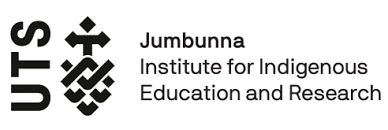 UTS
Jumbunna
Institute for Indigenous
Education and Research